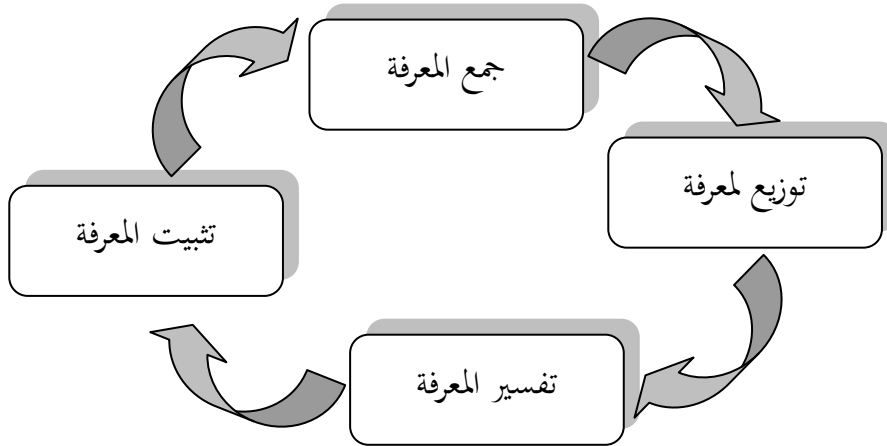 جمع المعرفة
توزيع لمعرفة
تفسير المعرفة
تثبيت المعرفة